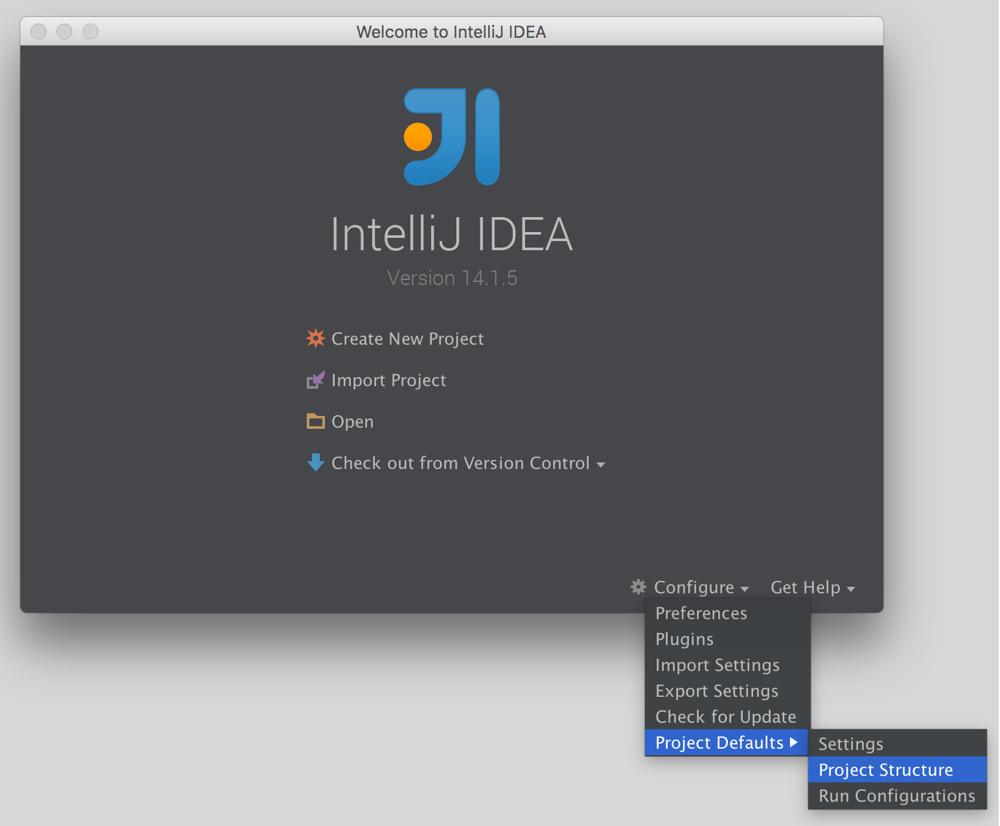 Welcome to IntelliJ IDEA
IntelliJ IDEA
Version 14.1.5
Create New Project
Import Project
Open
Check out from Version Control
Configure Get Help
Preferences
Plugins
Import Settings
Export Settings
Check for Update
Project Defaults
Settings
Project Structure
Run Configurations